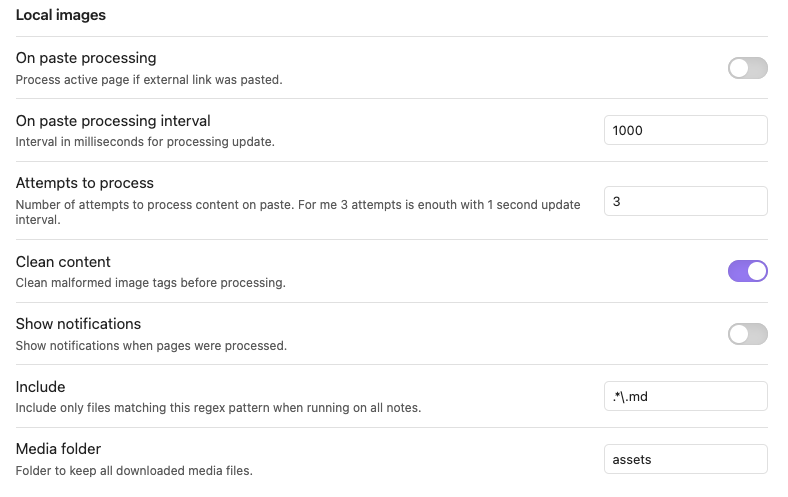 Local images
On paste processing
Process active page if external link was pasted.
On paste processing interval
Interval in milliseconds for processing update.
1000
Attempts to process
Number of attempts to process content on paste. For me 3 attempts is enouth with 1 second update
interval.
3
Clean content
Clean malformed image tags before processing.
Show notifications
Show notifications when pages were processed.
Include
Include only files matching this regex pattern when running on all notes.
.*\.md
Media folder
Folder to keep all downloaded media files.
assets